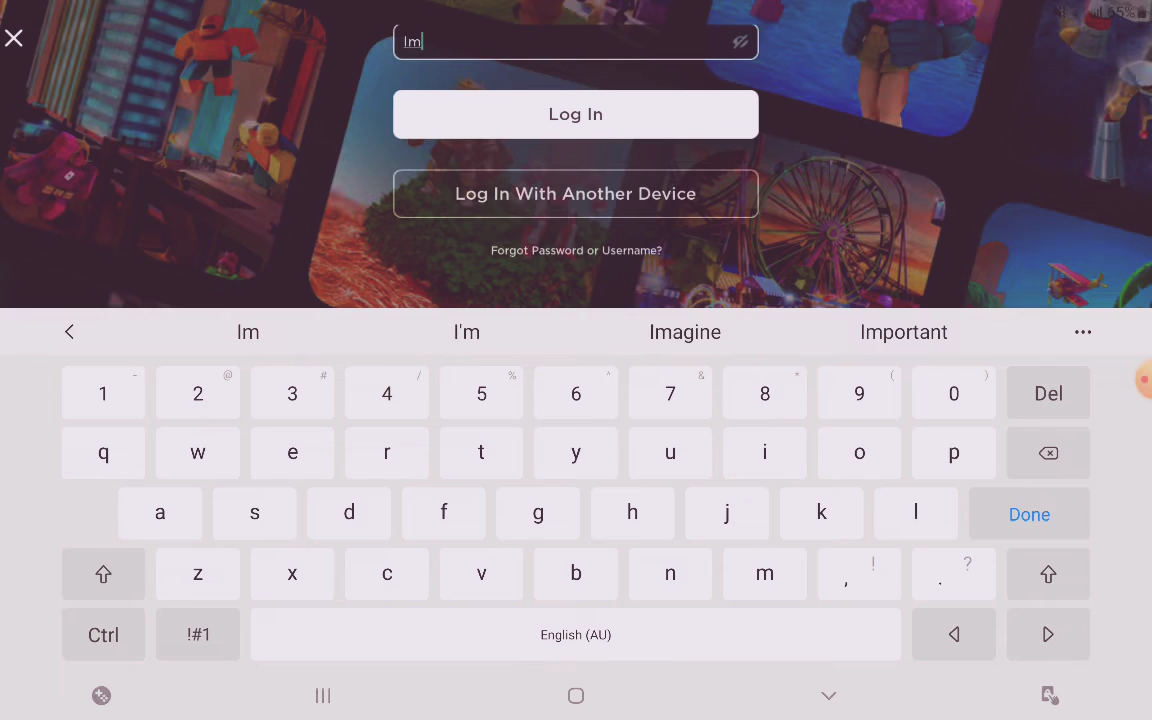 65%
Im
Log In
Log In With Another Device
Forgot Password or Username?
Im I'm Imagine Important
1 - 2 @ 3 # 4 / 5 % 6 ^ 7 & 8 * 9 ( 0 ) Del
q w e r t y u i o p
a s d f g h j k l Done
z x c v b n m , ! . ?
Ctrl !#1 English (AU)